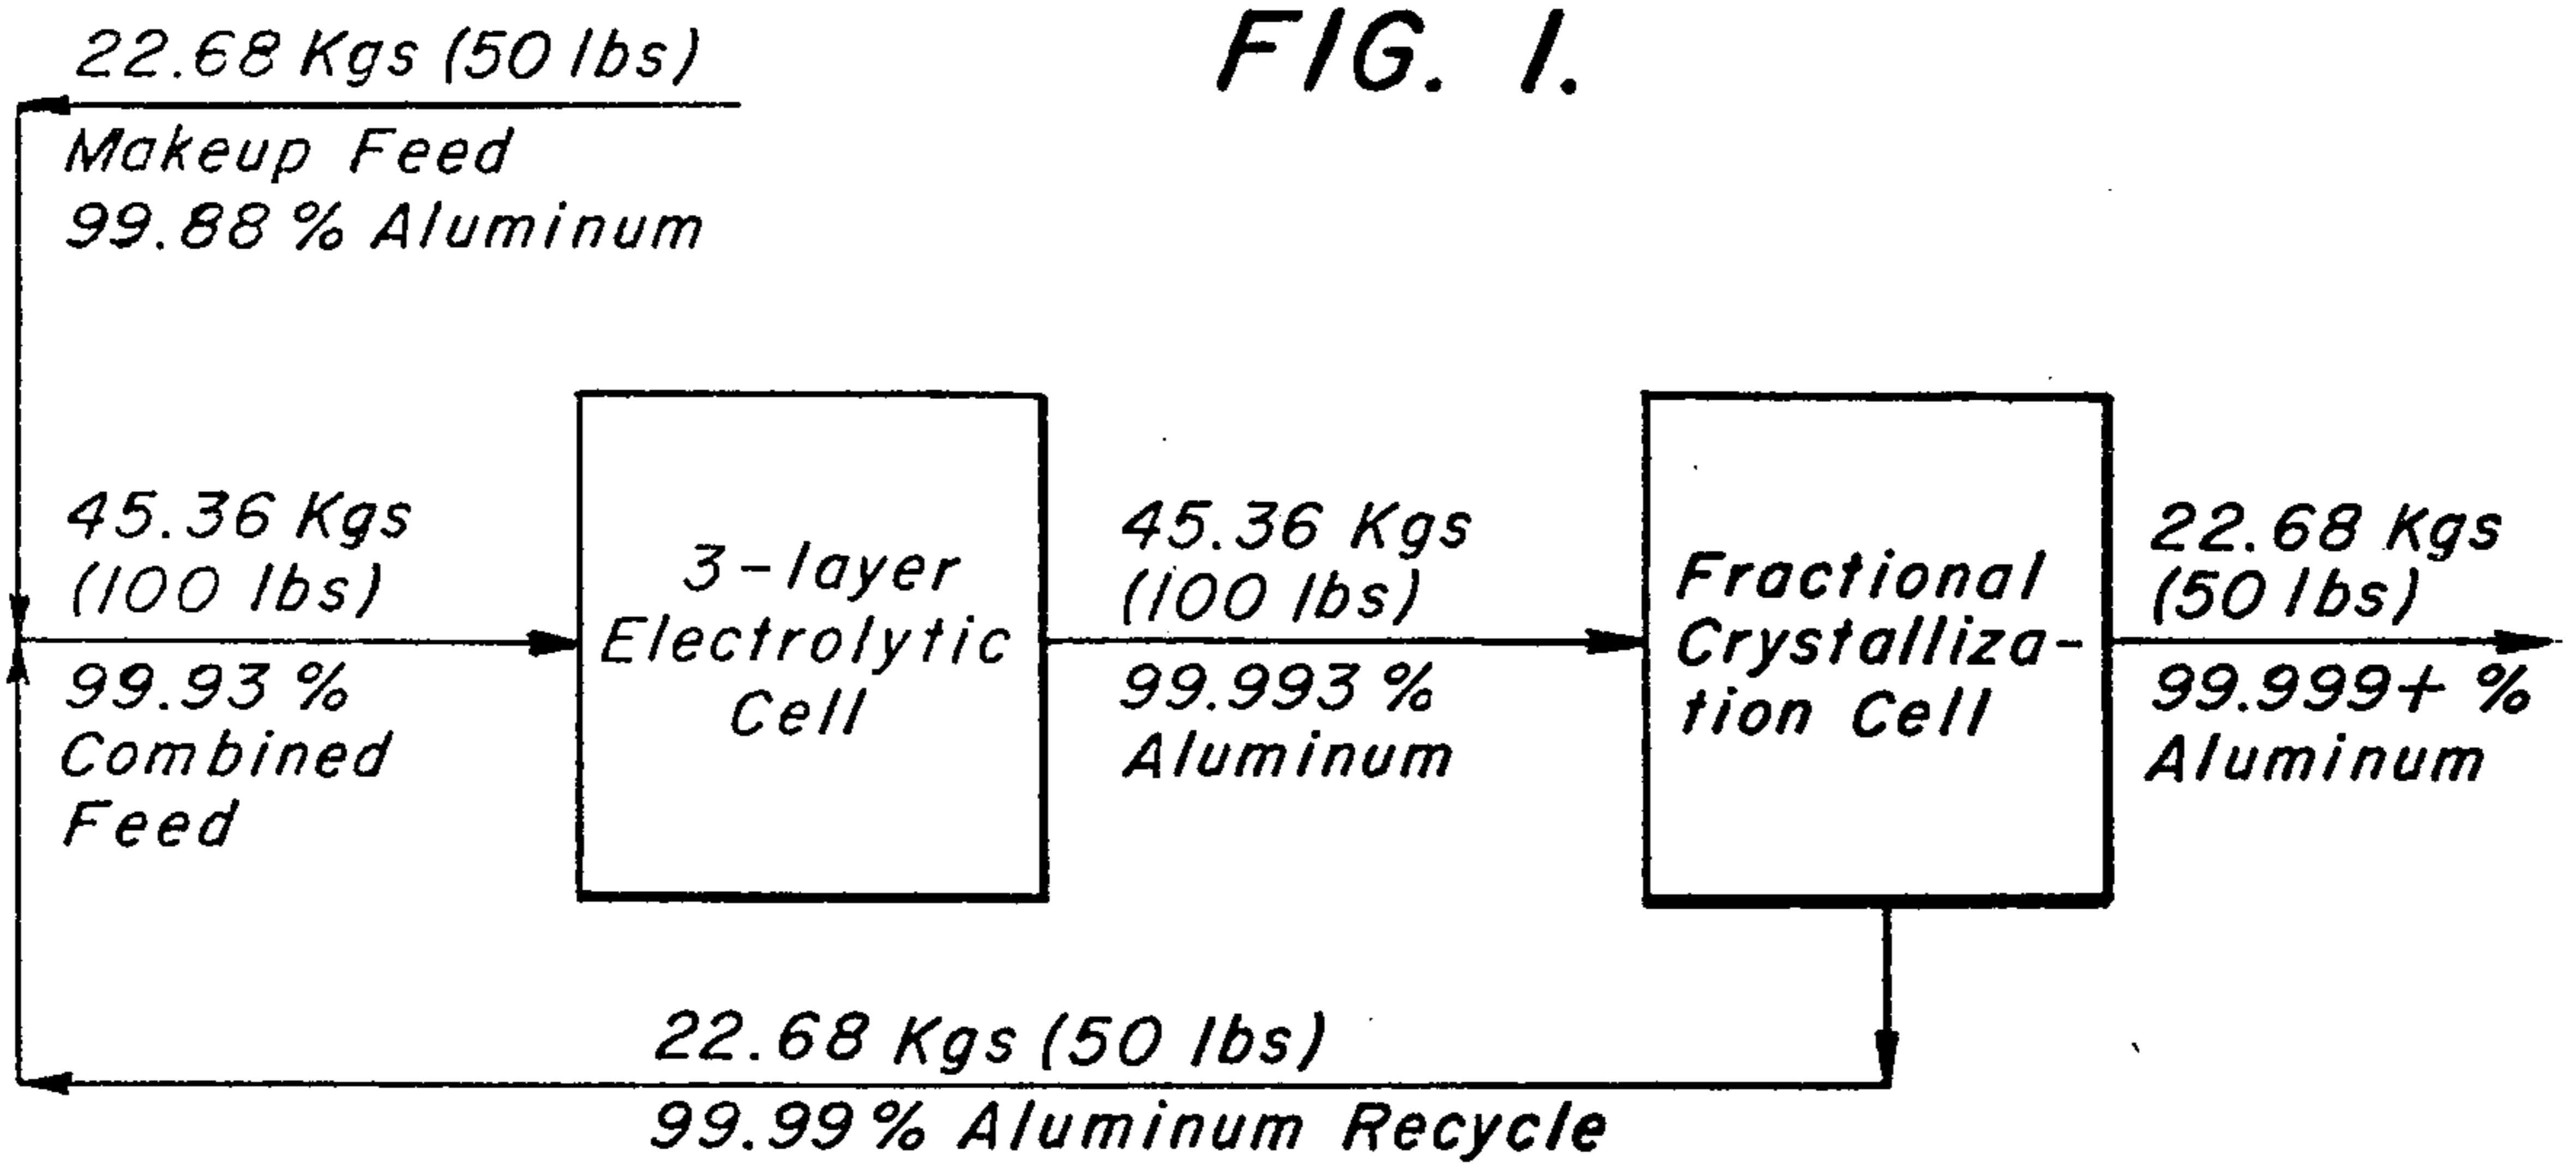 FIG. 1.
22.68 Kgs (50 lbs)
Makeup Feed
99.88 % Aluminum
45.36 Kgs
(100 lbs)
99.93 %
Combined
Feed
3-layer
Electrolytic
Cell
45.36 Kgs
(100 lbs)
99.993 %
Aluminum
Fractional
Crystalliza-
tion Cell
22.68 Kgs
(50 lbs)
99.999+ %
Aluminum
22.68 Kgs (50 lbs)
99.99 % Aluminum Recycle